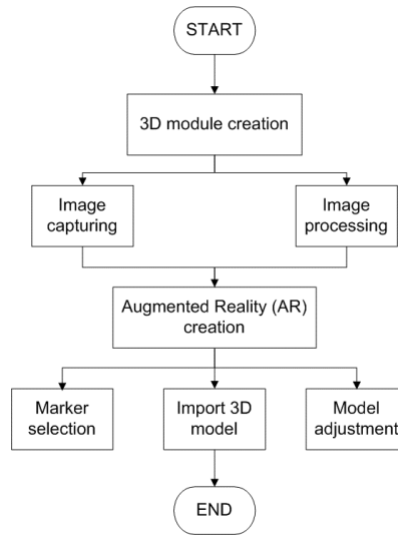 START
3D module creation
Image
capturing
Image
processing
Augmented Reality (AR)
creation
Marker
selection
Import 3D
model
Model
adjustment
END